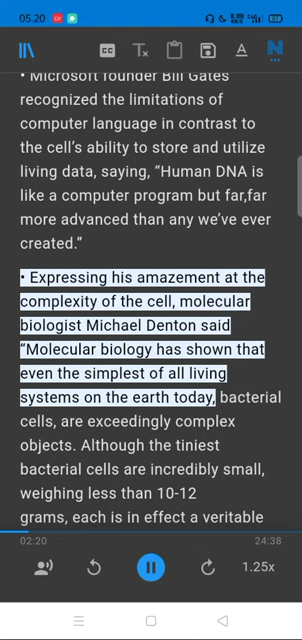 05.20
0.00
KB/S
4G
CC
N
• Microsoft founder Bill Gates
recognized the limitations of
computer language in contrast to
the cell's ability to store and utilize
living data, saying, “Human DNA is
like a computer program but far,far
more advanced than any we've ever
created.”
• Expressing his amazement at the
complexity of the cell, molecular
biologist Michael Denton said
“Molecular biology has shown that
even the simplest of all living
systems on the earth today, bacterial
cells, are exceedingly complex
objects. Although the tiniest
bacterial cells are incredibly small,
weighing less than 10-12
grams, each is in effect a veritable
02:20
24:38
1.25x